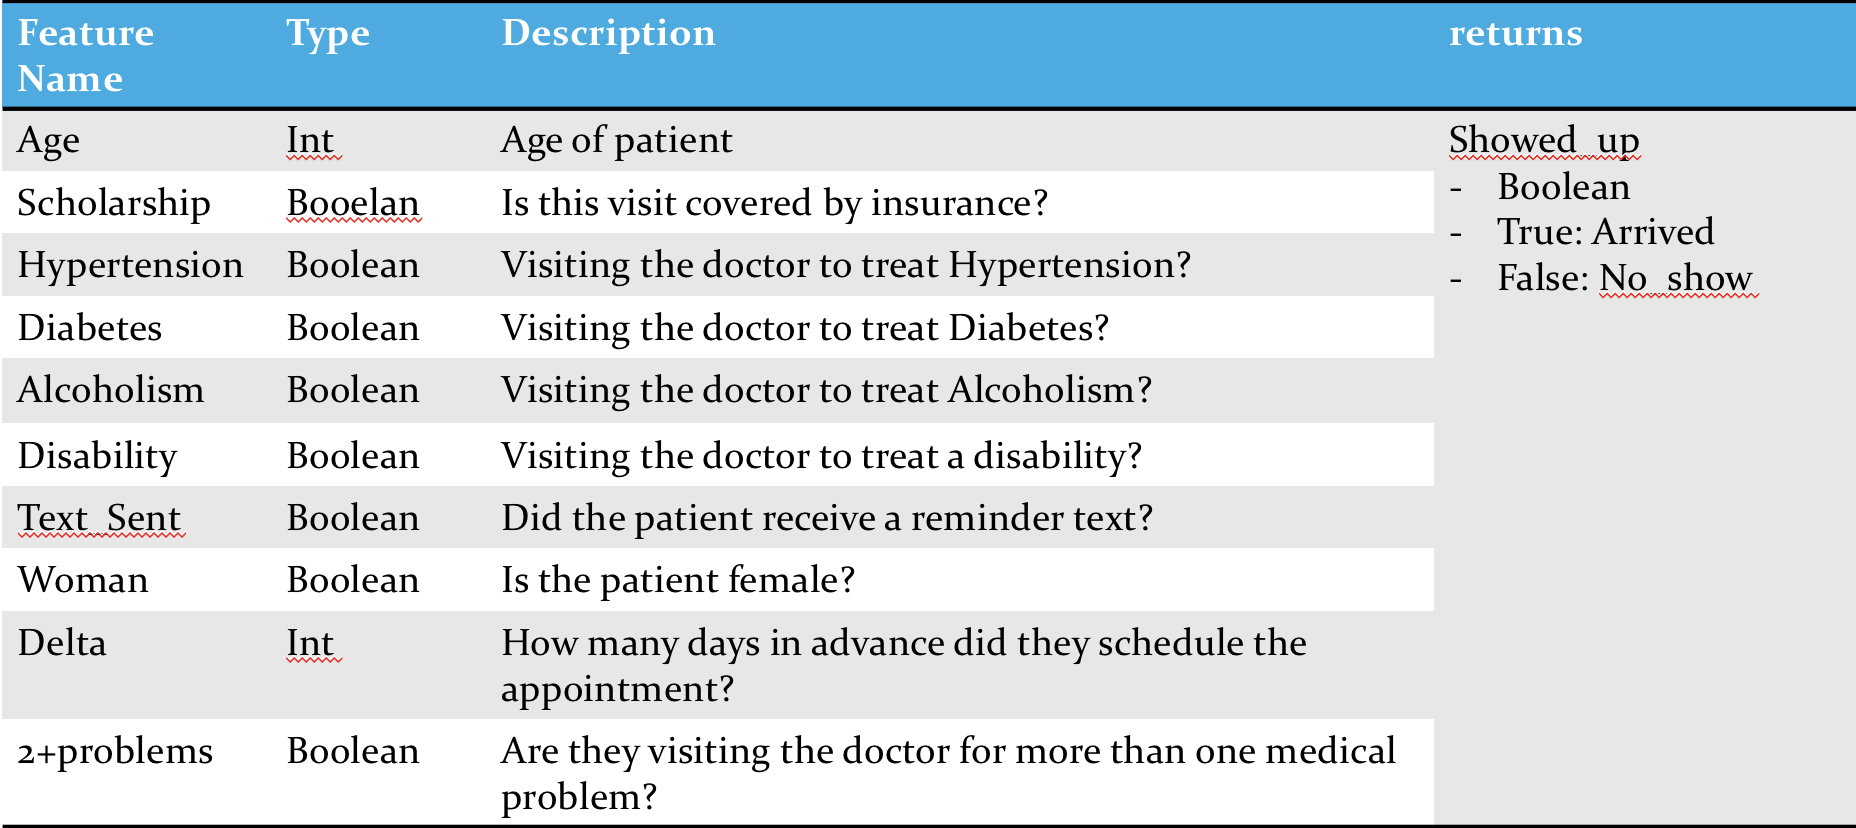 Feature Name Type Description returns
Age Int Age of patient
Scholarship Booelan Is this visit covered by insurance?
Hypertension Boolean Visiting the doctor to treat Hypertension?
Diabetes Boolean Visiting the doctor to treat Diabetes?
Alcoholism Boolean Visiting the doctor to treat Alcoholism?
Disability Boolean Visiting the doctor to treat a disability?
Text_Sent Boolean Did the patient receive a reminder text?
Woman Boolean Is the patient female?
Delta Int How many days in advance did they schedule the
appointment?
2+problems Boolean Are they visiting the doctor for more than one medical
problem?
Showed_up
- Boolean
- True: Arrived
- False: No_show